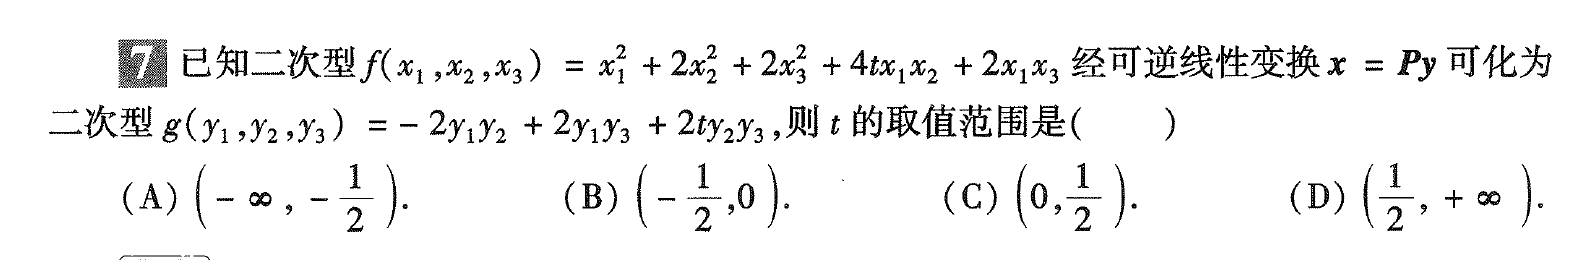 7 已知二次型 f(x₁,x₂,x₃) = x₁² + 2x₂² + 2x₃² + 4tx₁x₂ + 2x₁x₃ 经可逆线性变换 x = Py 可化为
二次型 g(y₁,y₂,y₃) = − 2y₁y₂ + 2y₁y₃ + 2ty₂y₃,则 t 的取值范围是(  )
(A) (− ∞ , − 1/2). (B) (− 1/2,0). (C) (0,1/2). (D) (1/2, + ∞ ).